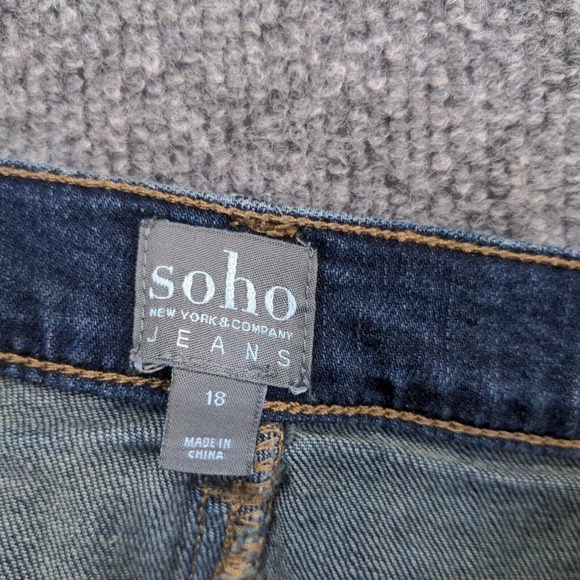 soho
NEW YORK & COMPANY
JEANS
18
MADE IN
CHINA